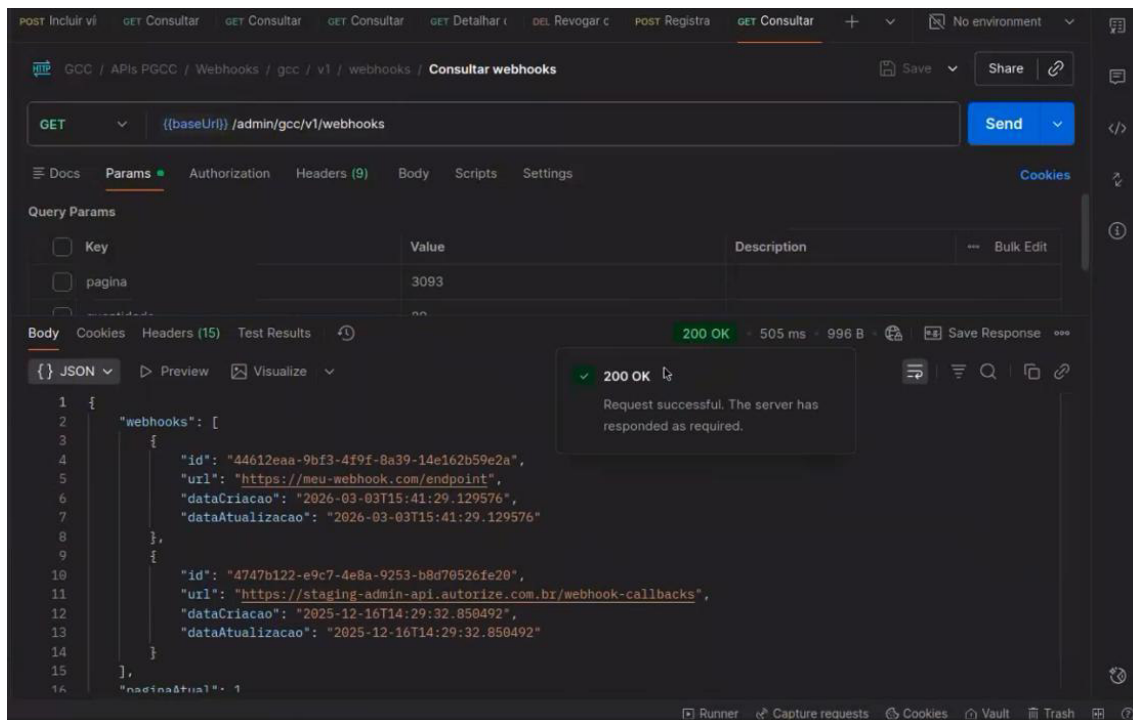 POST Incluir ví GET Consultar GET Consultar GET Consultar GET Detalhar DEL Revogar c POST Registra GET Consultar No environment
HTTP GCC / APIs PGCC / Webhooks / gcc / v1 / webhooks / Consultar webhooks Save Share
GET {{baseUrl}} /admin/gcc/v1/webhooks Send
Docs Params Authorization Headers (9) Body Scripts Settings Cookies
Query Params
Key Value Description Bulk Edit
pagina 3093
Body Cookies Headers (15) Test Results 200 OK 505 ms 996 B Save Response
{} JSON Preview Visualize
200 OK
Request successful. The server has
responded as required.
1 {
2 "webhooks": [
3 {
4 "id": "44612eaa-9bf3-4f9f-8a39-14e162b59e2a",
5 "url": "https://meu-webhook.com/endpoint",
6 "dataCriacao": "2026-03-03T15:41:29.129576",
7 "dataAtualizacao": "2026-03-03T15:41:29.129576"
8 },
9 {
10 "id": "4747b122-e9c7-4e8a-9253-b8d70526fe20",
11 "url": "https://staging-admin-api.autorize.com.br/webhook-callbacks",
12 "dataCriacao": "2025-12-16T14:29:32.850492",
13 "dataAtualizacao": "2025-12-16T14:29:32.850492"
14 }
15 ],
16 "paginaAtual": 1
Runner Capture requests Cookies Vault Trash